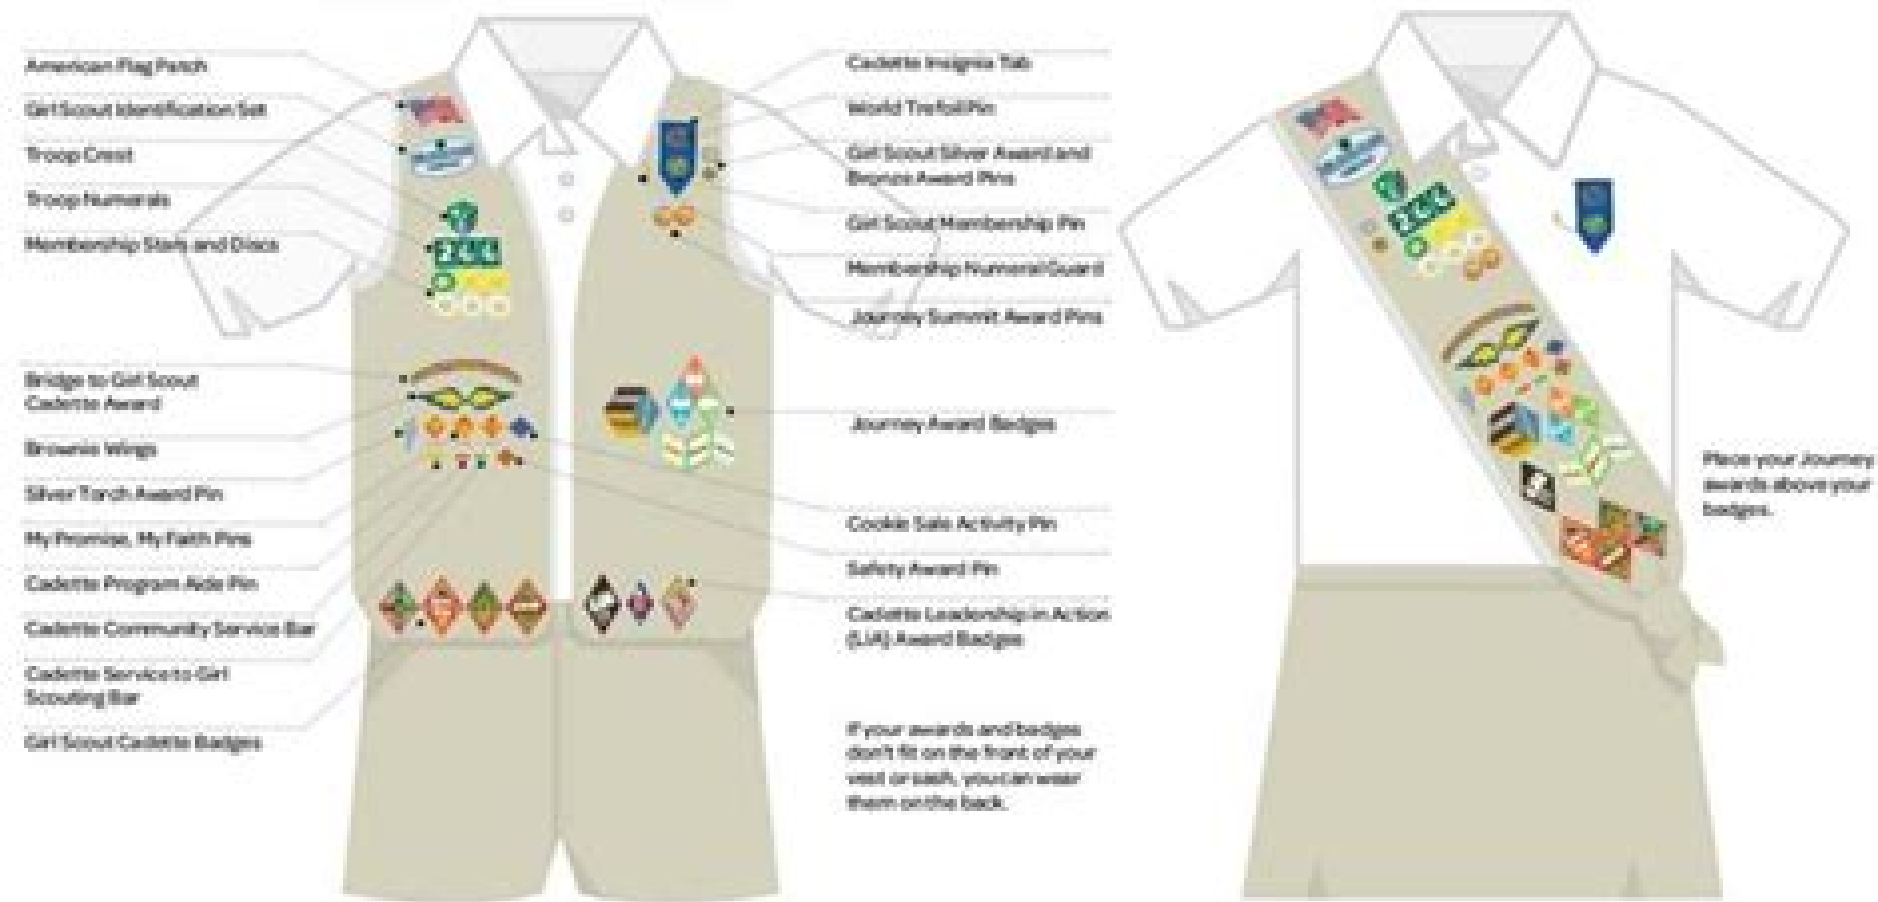 American Flag Patch
Girl Scout Identification Set
Troop Crest
Troop Numerals
Membership Stars and Discs
Bridge to Girl Scout
Cadette Award
Brownie Wings
Silver Torch Award Pin
My Promise, My Faith Pins
Cadette Program Aide Pin
Cadette Community Service Bar
Cadette Service to Girl
Scouting Bar
Girl Scout Cadette Badges
Cadette Insignia Tab
World Trefoil Pin
Girl Scout Silver Award and
Bronze Award Pins
Girl Scout Membership Pin
Membership Numeral Guard
Journey Summit Award Pins
Journey Award Badges
Cookie Sale Activity Pin
Safety Award Pin
Cadette Leadership in Action
(LiA) Award Badges
If your awards and badges
don't fit on the front of your
vest or sash, you can wear
them on the back.
Place your Journey
awards above your
badges.